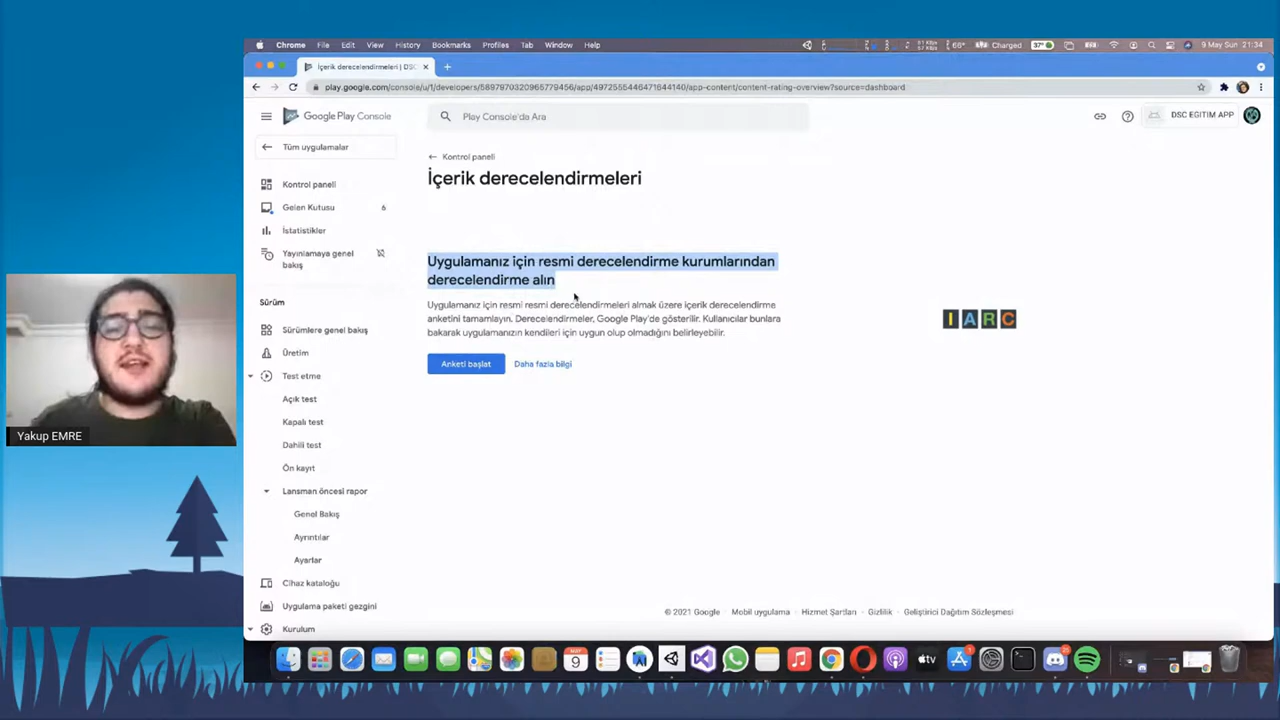 Chrome File Edit View History Bookmarks Profiles Tab Window Help
Charged
9 May Sun 21:34
İçerik derecelendirmeleri | DSC
play.google.com/console/u/1/developers/5897970320965779456/app/4972555446471644140/app-content/content-rating-overview?source=dashboard
Google Play Console
Play Console'da Ara
DSC EGITIM APP
Tüm uygulamalar
Kontrol paneli
Gelen Kutusu 6
İstatistikler
Yayınlamaya genel
bakış
Sürüm
Sürümlere genel bakış
Üretim
Test etme
Açık test
Kapalı test
Dahili test
Ön kayıt
Lansman öncesi rapor
Genel Bakış
Ayrıntılar
Ayarlar
Cihaz kataloğu
Uygulama paketi gezgini
Kurulum
Kontrol paneli
İçerik derecelendirmeleri
Uygulamanız için resmi derecelendirme kurumlarından
derecelendirme alın
Uygulamanız için resmi resmi derecelendirmeleri almak üzere içerik derecelendirme
anketini tamamlayın. Derecelendirmeler, Google Play'de gösterilir. Kullanıcılar bunlara
bakarak uygulamanızın kendileri için uygun olup olmadığını belirleyebilir.
Anketi başlat Daha fazla bilgi
IARC
© 2021 Google Mobil uygulama Hizmet Şartları Gizlilik Geliştirici Dağıtım Sözleşmesi
Yakup EMRE
MAY
9
tv